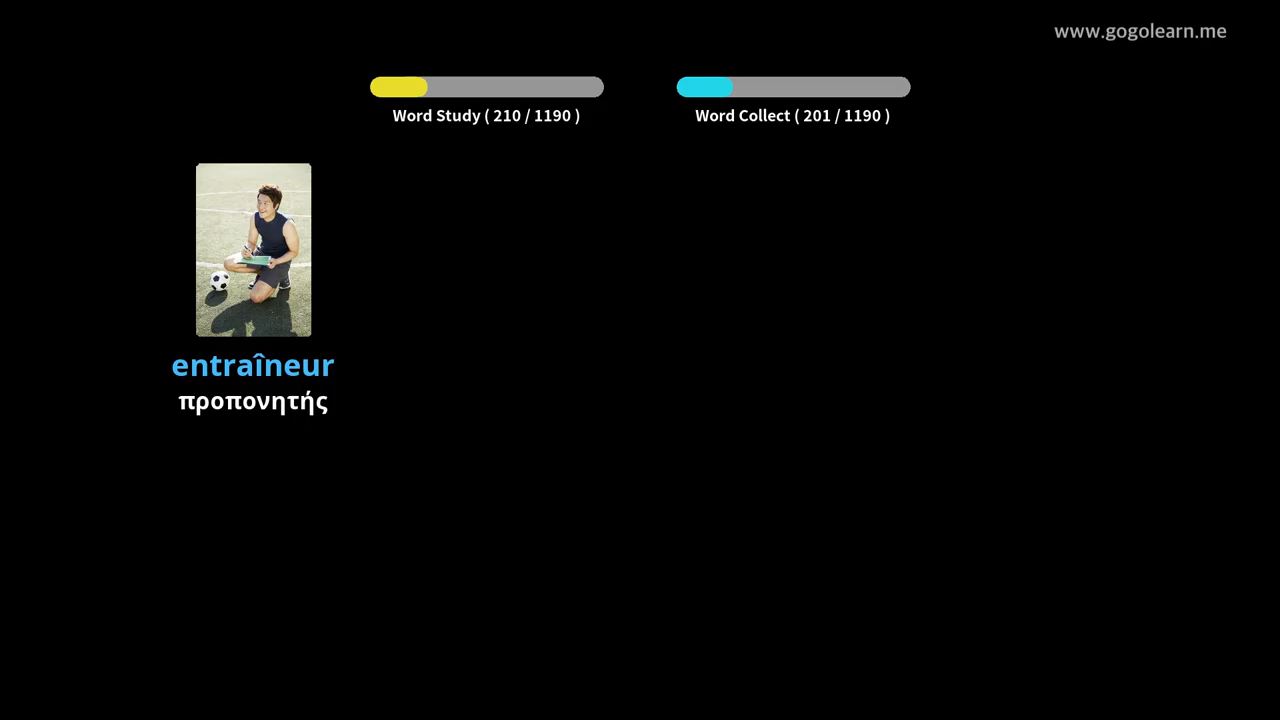 www.gogolearn.me
Word Study ( 210 / 1190 )
Word Collect ( 201 / 1190 )
entraîneur
προπονητής